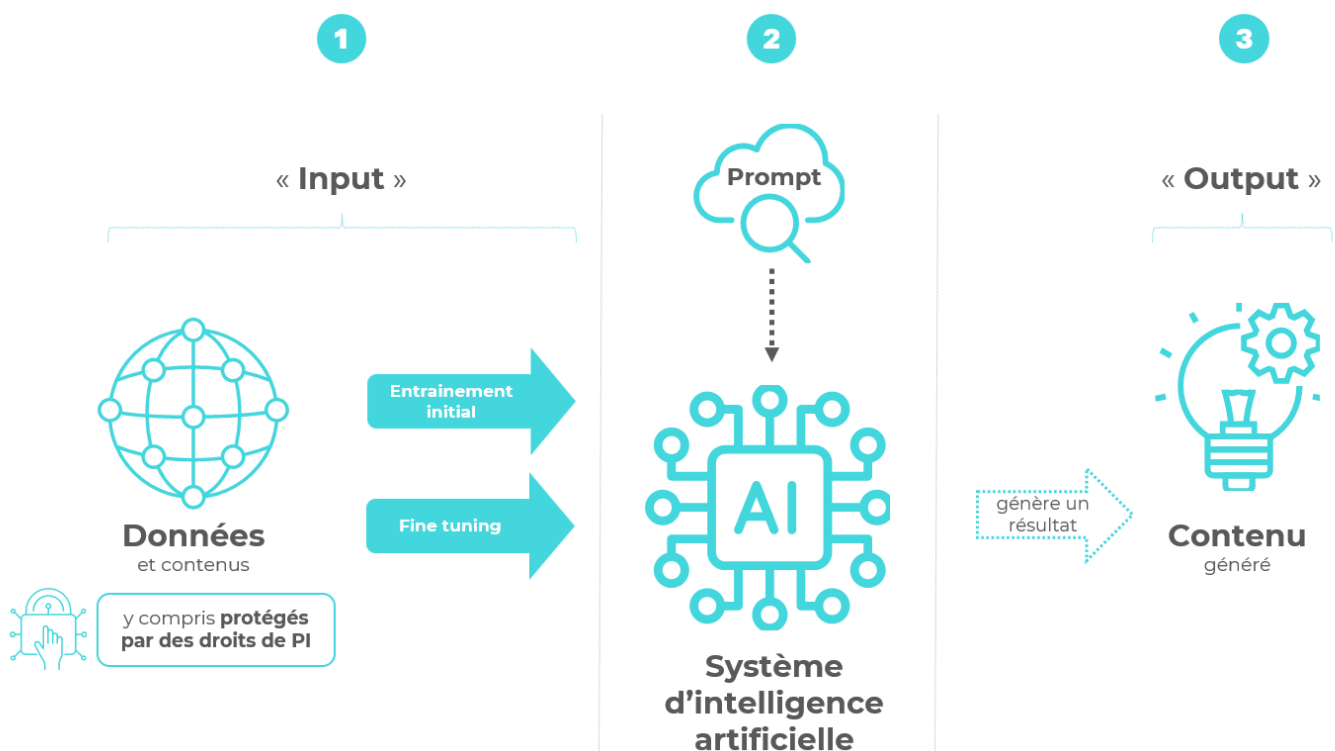 1
2
3
« Input »
Prompt
« Output »
Entrainement
initial
Fine tuning
AI
génère un
résultat
Données
et contenus
Contenu
généré
y compris protégés
par des droits de PI
Système
d’intelligence
artificielle